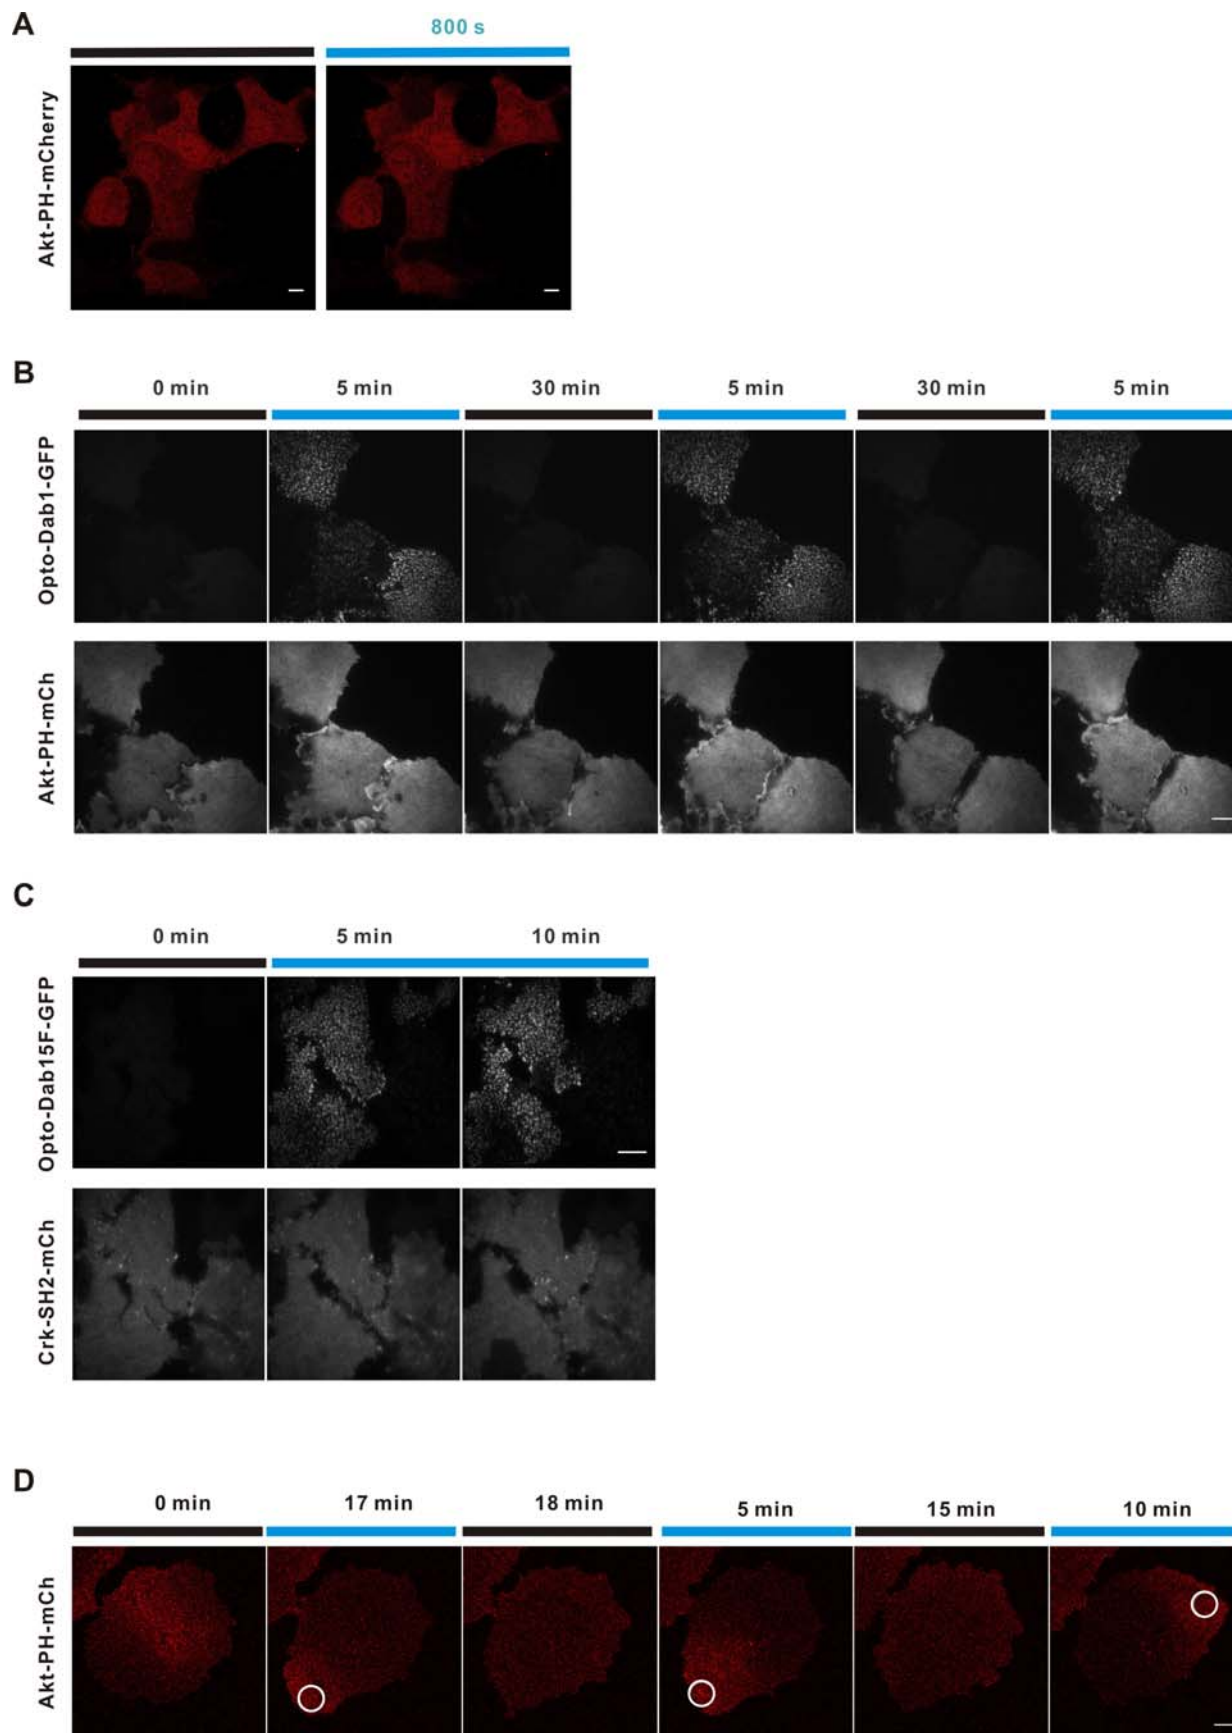 A
800 s
Akt-PH-mCherry
B
0 min 5 min 30 min 5 min 30 min 5 min
Opto-Dab1-GFP
Akt-PH-mCh
C
0 min 5 min 10 min
Opto-Dab15F-GFP
Crk-SH2-mCh
D
0 min 17 min 18 min 5 min 15 min 10 min
Akt-PH-mCh